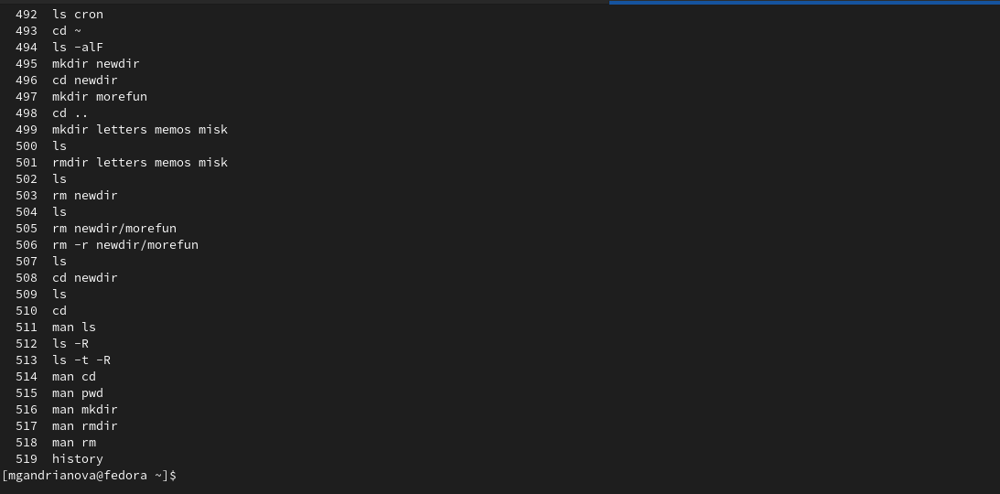 492 ls cron
493 cd ~
494 ls -alF
495 mkdir newdir
496 cd newdir
497 mkdir morefun
498 cd ..
499 mkdir letters memos misk
500 ls
501 rmdir letters memos misk
502 ls
503 rm newdir
504 ls
505 rm newdir/morefun
506 rm -r newdir/morefun
507 ls
508 cd newdir
509 ls
510 cd
511 man ls
512 ls -R
513 ls -t -R
514 man cd
515 man pwd
516 man mkdir
517 man rmdir
518 man rm
519 history
[mgandrianova@fedora ~]$